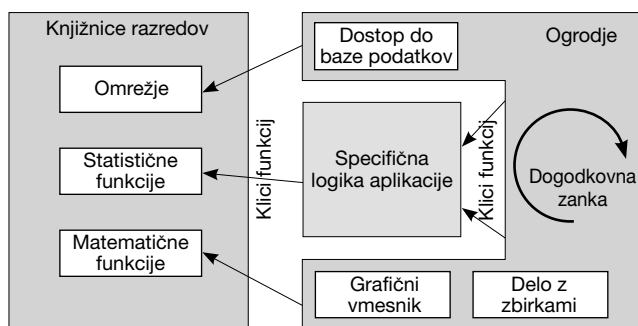 Knjižnice razredov
Omrežje
Statistične
funkcije
Matematične
funkcije
Klici funkcij
Dostop do
baze podatkov
Ogrodje
Specifična
logika aplikacije
Klici funkcij
Dogodkovna
zanka
Grafični
vmesnik
Delo z
zbirkami